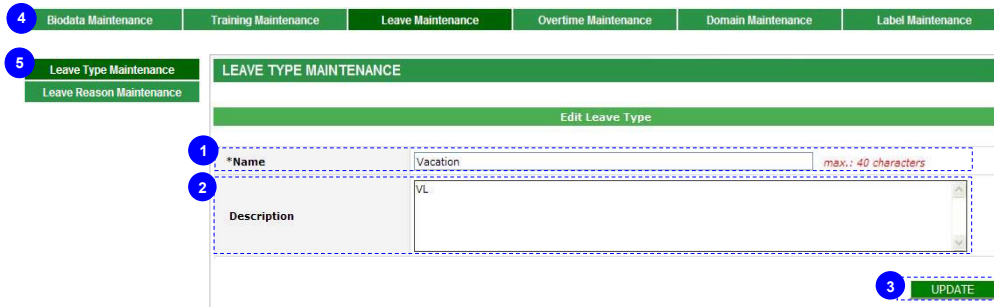 4 Biodata Maintenance Training Maintenance Leave Maintenance Overtime Maintenance Domain Maintenance Label Maintenance
5 Leave Type Maintenance
Leave Reason Maintenance
LEAVE TYPE MAINTENANCE
Edit Leave Type
1 *Name Vacation max.: 40 characters
2 Description VL
3 UPDATE